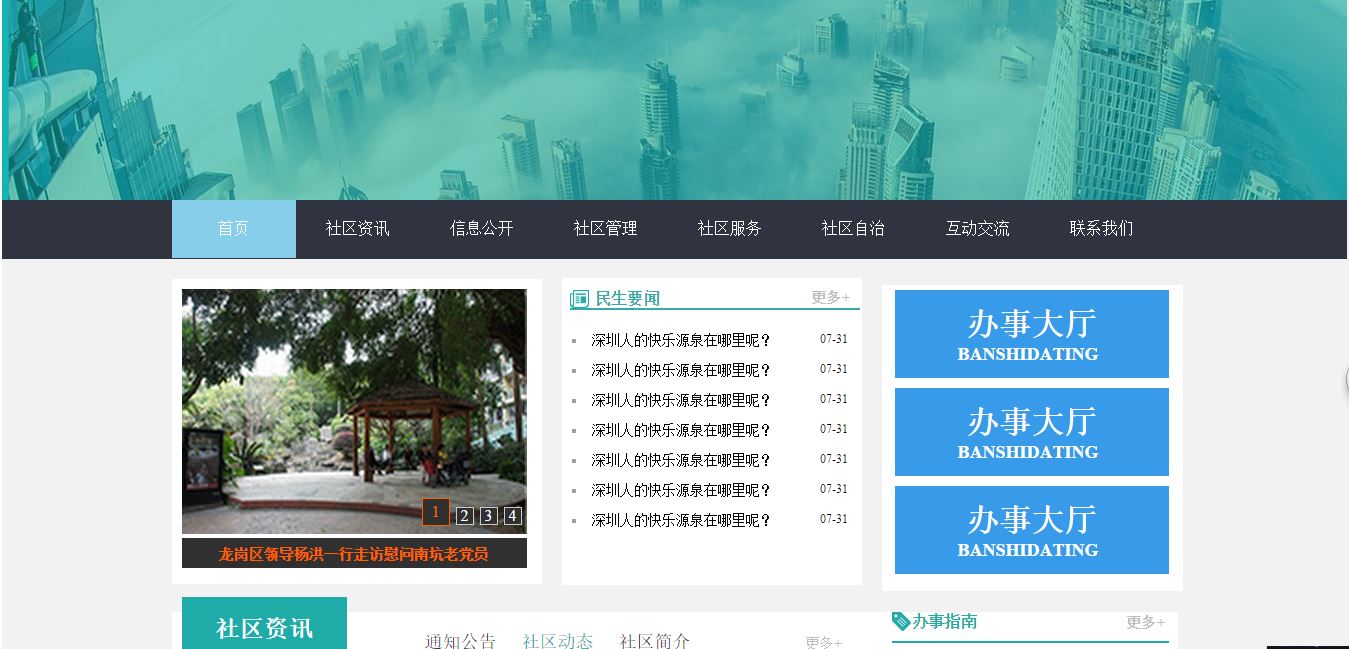 首页 社区资讯 信息公开 社区管理 社区服务 社区自治 互动交流 联系我们
1 2 3 4
龙岗区领导杨洪一行走访慰问南坑老党员
民生要闻 更多+
深圳人的快乐源泉在哪里呢? 07-31
深圳人的快乐源泉在哪里呢? 07-31
深圳人的快乐源泉在哪里呢? 07-31
深圳人的快乐源泉在哪里呢? 07-31
深圳人的快乐源泉在哪里呢? 07-31
深圳人的快乐源泉在哪里呢? 07-31
深圳人的快乐源泉在哪里呢? 07-31
办事大厅
BANSHIDATING
办事大厅
BANSHIDATING
办事大厅
BANSHIDATING
社区资讯
通知公告 社区动态 社区简介 更多+
办事指南 更多+